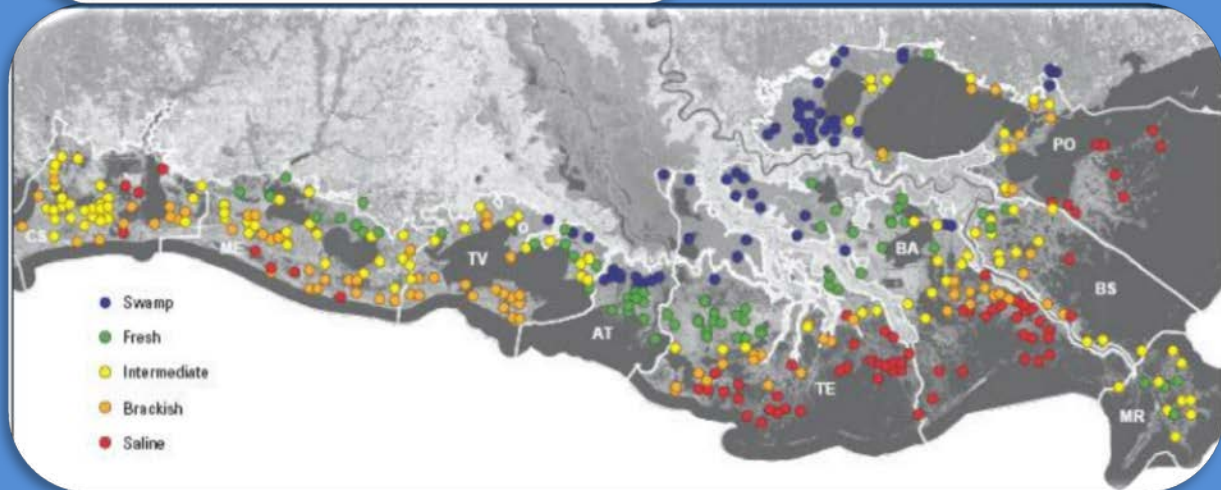 PO
CS
ME
TV
BA
BS
AT
TE
MR
Swamp
Fresh
Intermediate
Brackish
Saline